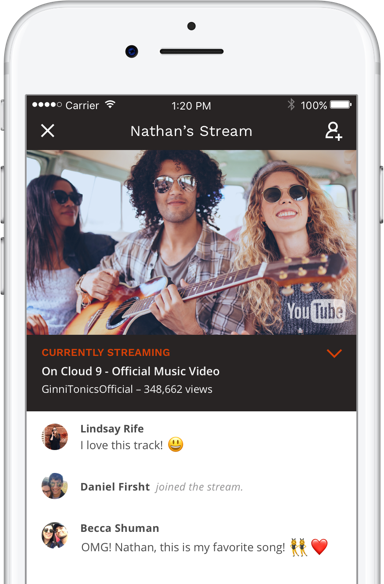 Carrier 1:20 PM 100%
Nathan’s Stream
YouTube
CURRENTLY STREAMING
On Cloud 9 - Official Music Video
GinniTonicsOfficial – 348,662 views
Lindsay Rife
I love this track! 😃
Daniel Firsht joined the stream.
Becca Shuman
OMG! Nathan, this is my favorite song! 👯 ❤️